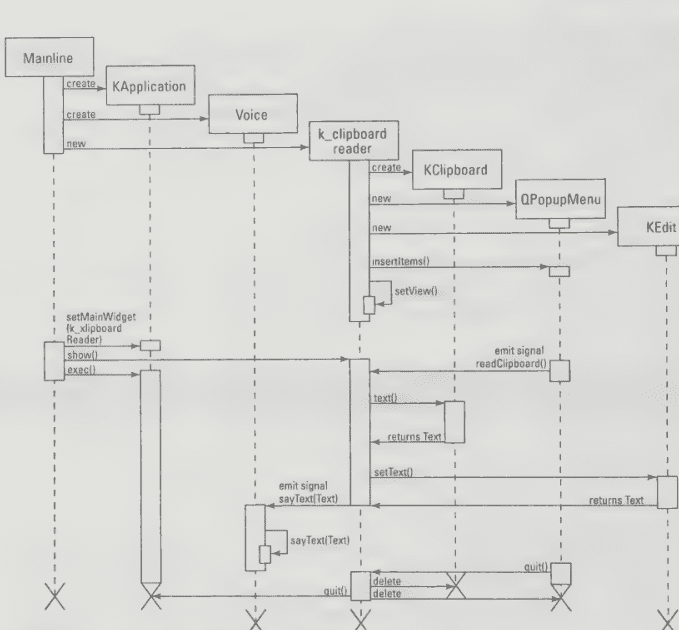 Mainline
create
KApplication
create
Voice
new
k_clipboard
reader
create
KClipboard
new
QPopupMenu
new
KEdit
insertItems()
setView()
setMainWidget
(k_xlipboard
Reader)
show()
exec()
emit signal
readClipboard()
text()
returns Text
setText()
emit signal
sayText(Text)
returns Text
sayText(Text)
quit()
delete
quit()
delete